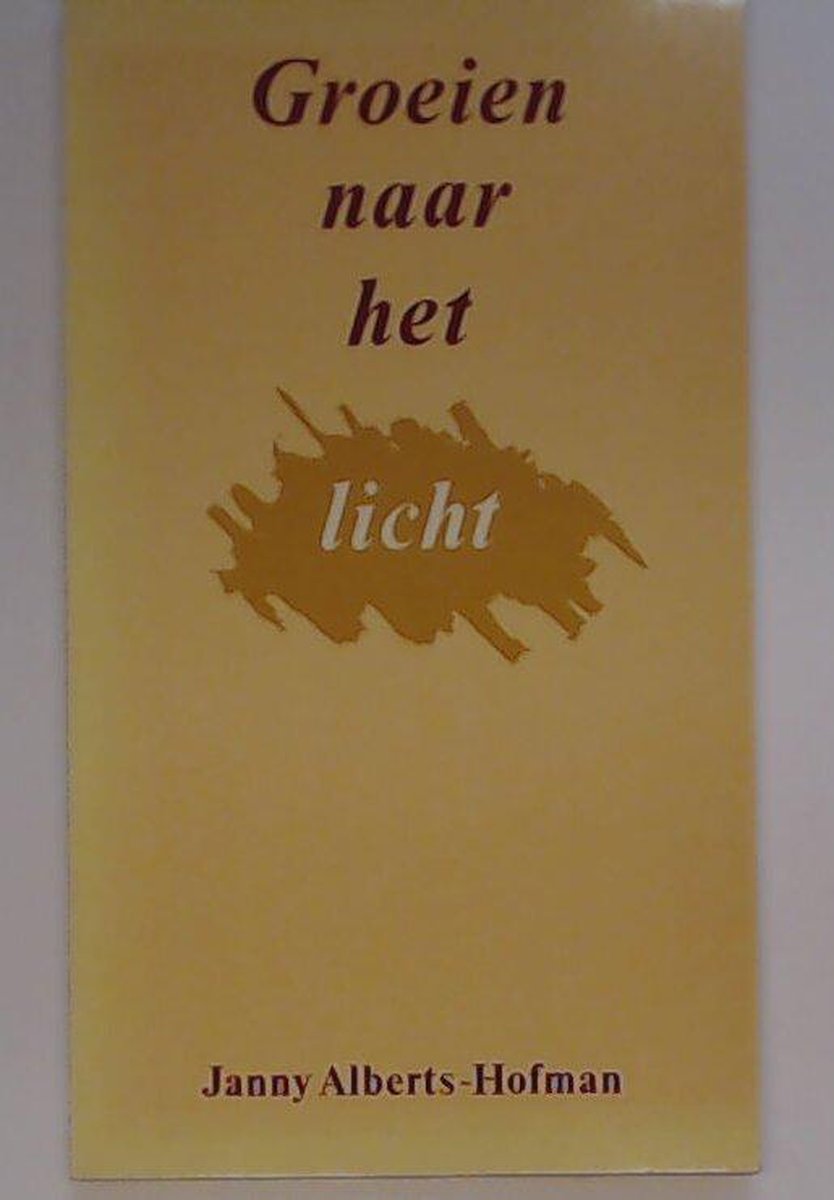 Groeien
naar
het
licht
Janny Alberts-Hofman